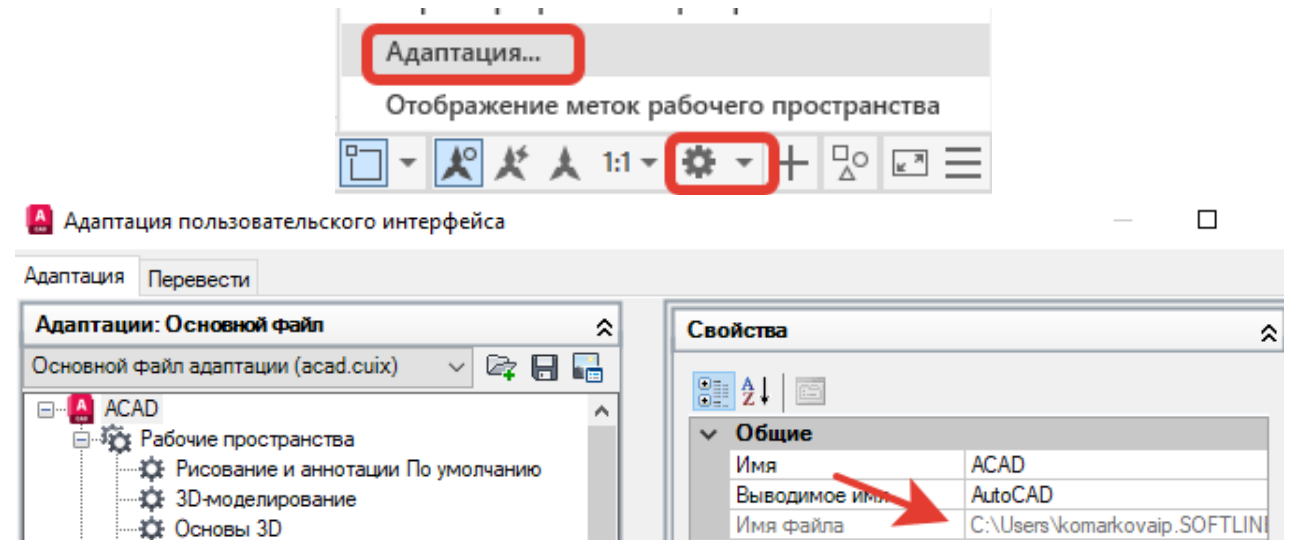 Адаптация...
Отображение меток рабочего пространства
1:1
Адаптация пользовательского интерфейса
Адаптация Перевести
Адаптации: Основной файл
Свойства
Основной файл адаптации (acad.cuix)
ACAD
Рабочие пространства
Рисование и аннотации По умолчанию
3D-моделирование
Основы 3D
Общие
Имя ACAD
Выводимое имя AutoCAD
Имя файла C:\Users\komarkovaip.SOFTLINI